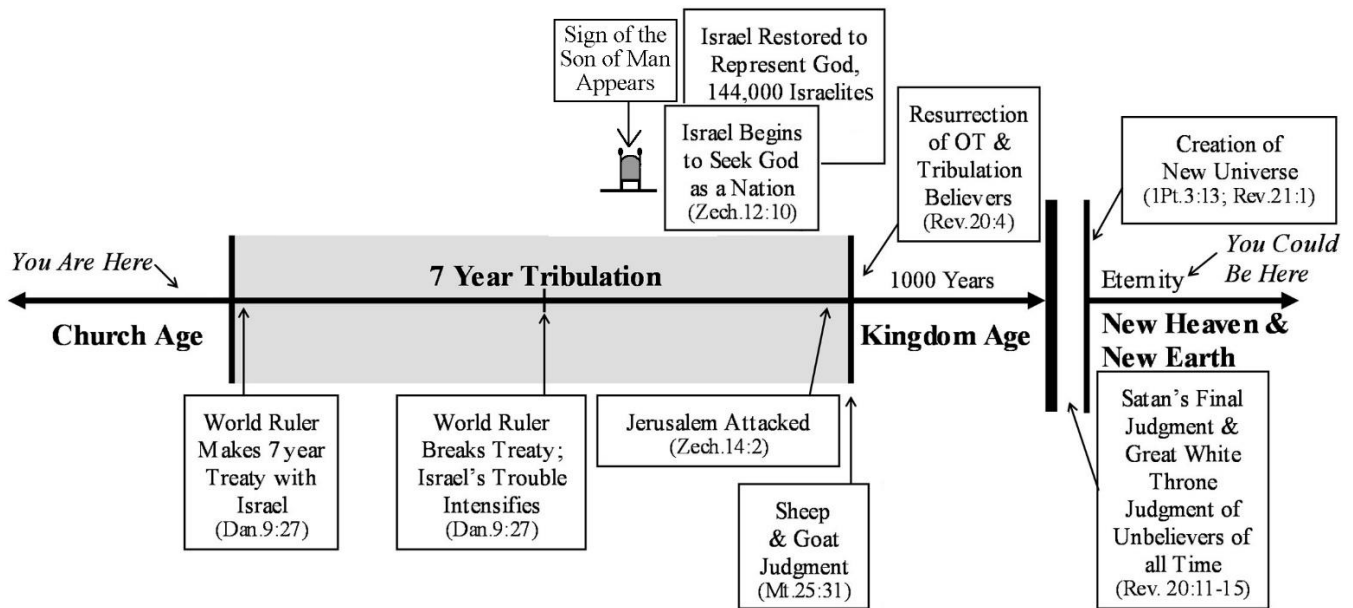 Sign of the
Son of Man
Appears
Israel Restored to
Represent God,
144,000 Israelites
Israel Begins
to Seek God
as a Nation
(Zech.12:10)
Resurrection
of OT &
Tribulation
Believers
(Rev.20:4)
Creation of
New Universe
(1Pt.3:13; Rev.21:1)
You Are Here
7 Year Tribulation
1000 Years
Eternity
You Could
Be Here
Church Age
Kingdom Age
New Heaven &
New Earth
World Ruler
Makes 7year
Treaty with
Israel
(Dan.9:27)
World Ruler
Breaks Treaty;
Israel's Trouble
Intensifies
(Dan.9:27)
Jerusalem Attacked
(Zech.14:2)
Sheep
& Goat
Judgment
(Mt.25:31)
Satan's Final
Judgment &
Great White
Throne
Judgment of
Unbelievers of
all Time
(Rev. 20:11-15)